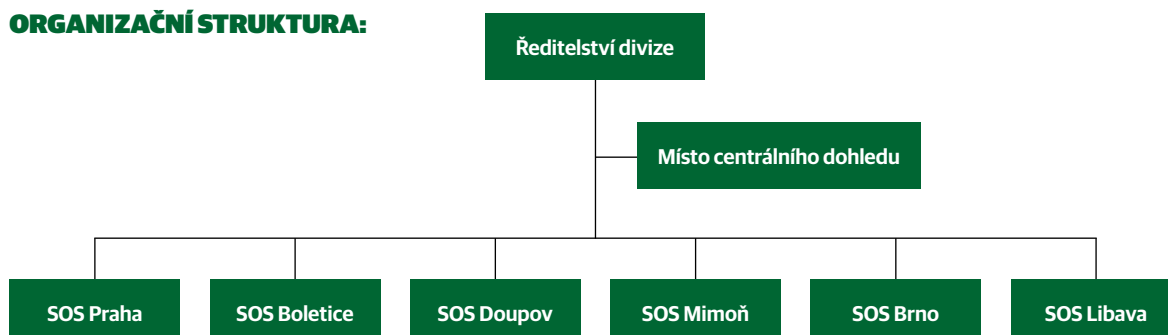 ORGANIZAČNÍ STRUKTURA:
Ředitelství divize
Místo centrálního dohledu
SOS Praha
SOS Boletice
SOS Doupov
SOS Mimoň
SOS Brno
SOS Libava